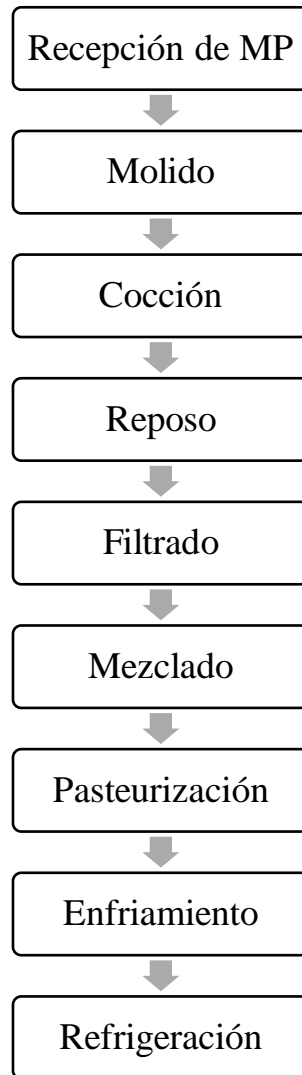 Recepción de MP
Molido
Cocción
Reposo
Filtrado
Mezclado
Pasteurización
Enfriamiento
Refrigeración